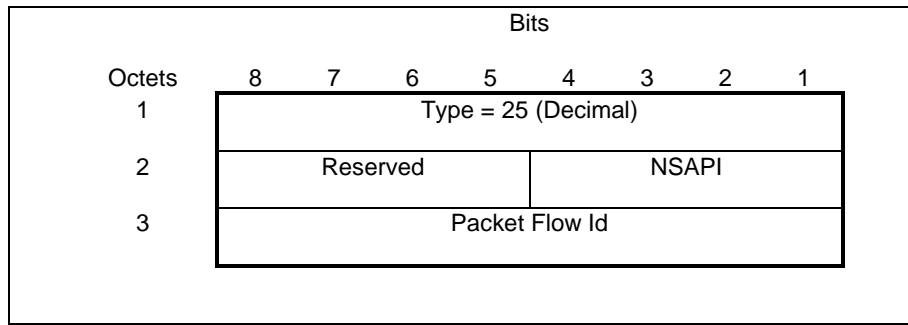 Bits
Octets 8 7 6 5 4 3 2 1
1 Type = 25 (Decimal)
2 Reserved NSAPI
3 Packet Flow Id